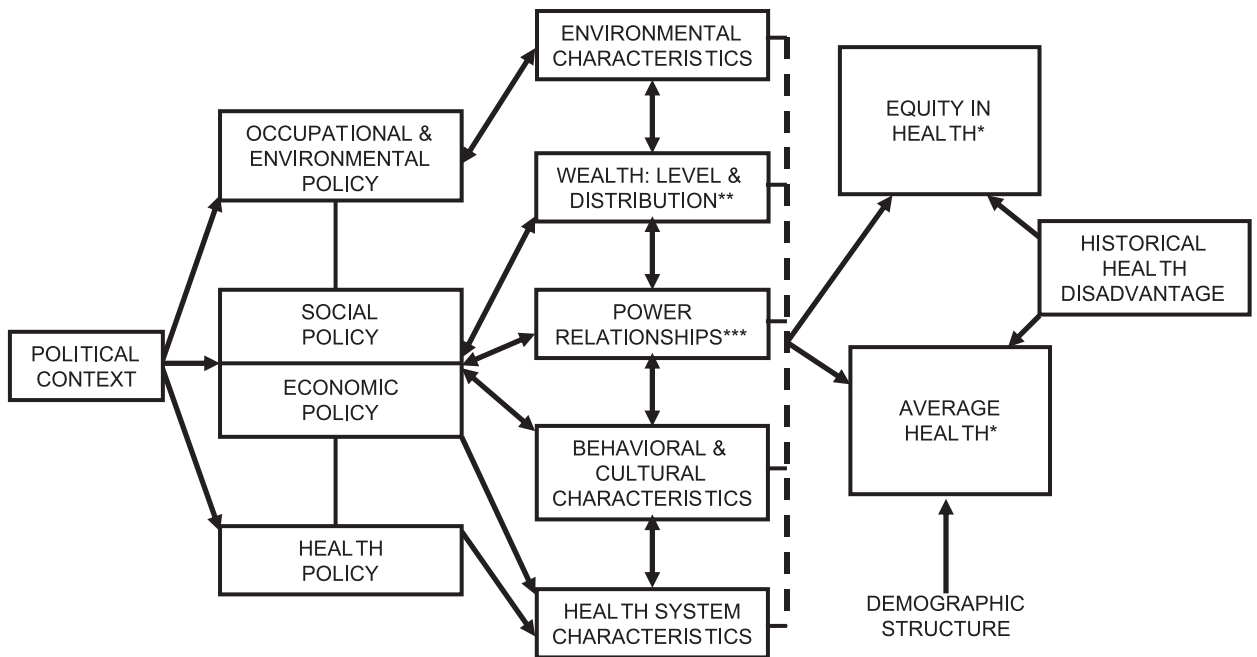 POLITICAL
CONTEXT
OCCUPATIONAL &
ENVIRONMENTAL
POLICY
SOCIAL
POLICY
ECONOMIC
POLICY
HEALTH
POLICY
ENVIRONMENTAL
CHARACTERISTICS
WEALTH: LEVEL &
DISTRIBUTION**
POWER
RELATIONSHIPS***
BEHAVIORAL &
CULTURAL
CHARACTERISTICS
HEALTH SYSTEM
CHARACTERISTICS
EQUITY IN
HEALTH*
AVERAGE
HEALTH*
HISTORICAL
HEALTH
DISADVANTAGE
DEMOGRAPHIC
STRUCTURE